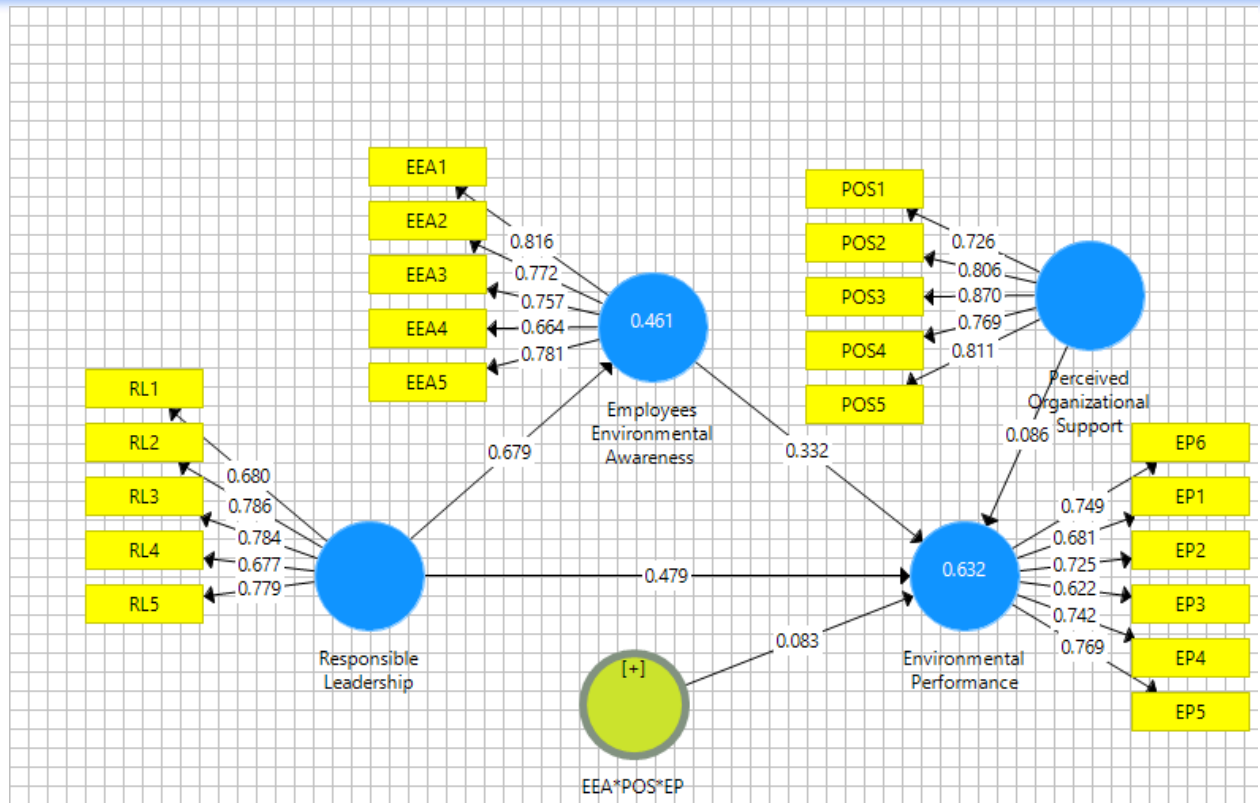 EEA1
EEA2
EEA3
EEA4
EEA5
0.816
0.772
0.757
0.664
0.781
0.461
Employees
Environmental
Awareness
POS1
POS2
POS3
POS4
POS5
0.726
0.806
0.870
0.769
0.811
Perceived
Organizational
Support
0.086
RL1
RL2
RL3
RL4
RL5
0.680
0.786
0.784
0.677
0.779
Responsible
Leadership
0.679
0.332
0.479
0.083
0.632
Environmental
Performance
0.749
0.681
0.725
0.622
0.742
0.769
EP6
EP1
EP2
EP3
EP4
EP5
[+]
EEA*POS*EP